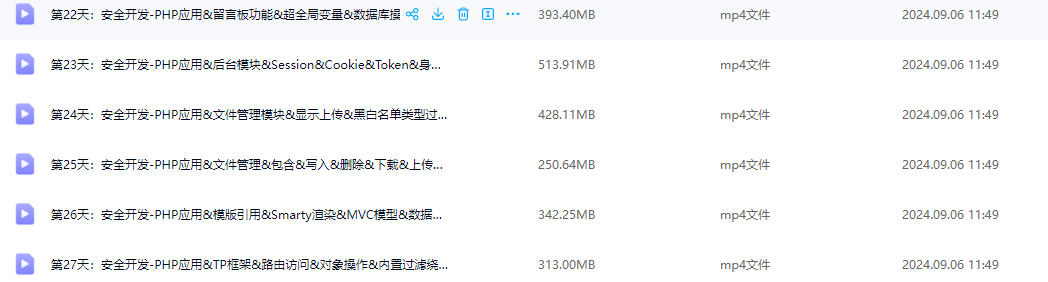 第22天：安全开发-PHP应用&留言板功能&超全局变量&数据库操 393.40MB mp4文件 2024.09.06 11:49
第23天：安全开发-PHP应用&后台模块&Session&Cookie&Token&身... 513.91MB mp4文件 2024.09.06 11:49
第24天：安全开发-PHP应用&文件管理模块&显示上传&黑白名单类型过... 428.11MB mp4文件 2024.09.06 11:49
第25天：安全开发-PHP应用&文件管理&包含&写入&删除&下载&上传... 250.64MB mp4文件 2024.09.06 11:49
第26天：安全开发-PHP应用&模版引用&Smarty渲染&MVC模型&数据... 342.25MB mp4文件 2024.09.06 11:49
第27天：安全开发-PHP应用&TP框架&路由访问&对象操作&内置过滤绕... 313.00MB mp4文件 2024.09.06 11:49